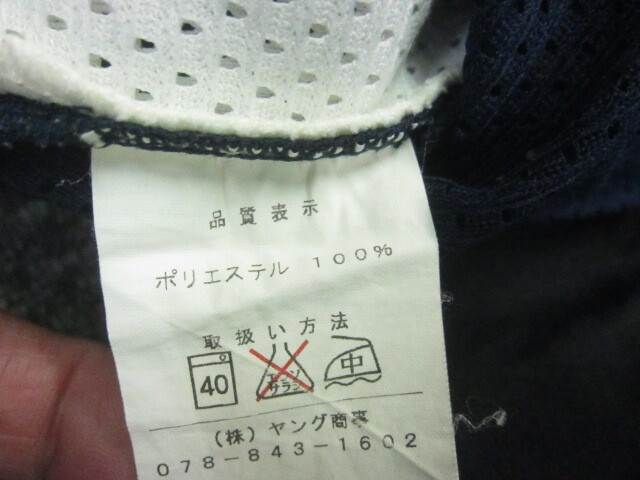 品質表示
ポリエステル 100%
取扱い方法
40
エンソ
サラシ
中
(株) ヤング商事
078-843-1602